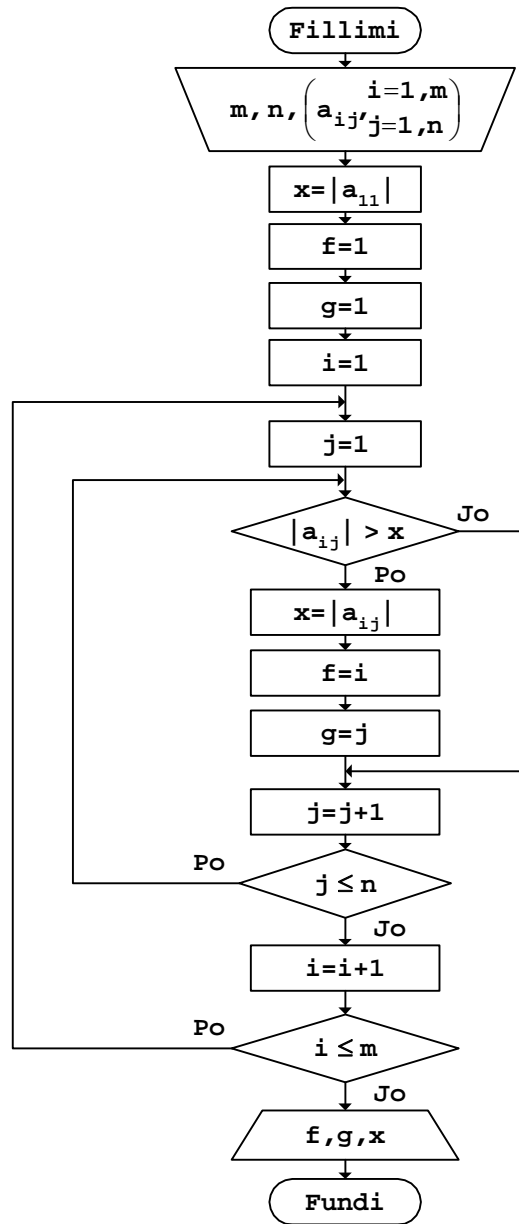 Fillimi
m,n,(a_ij, i=1,m j=1,n)
x=|a_11|
f=1
g=1
i=1
j=1
|a_ij| > x
Jo
Po
x=|a_ij|
f=i
g=j
j=j+1
Po
j ≤ n
Jo
i=i+1
Po
i ≤ m
Jo
f,g,x
Fundi